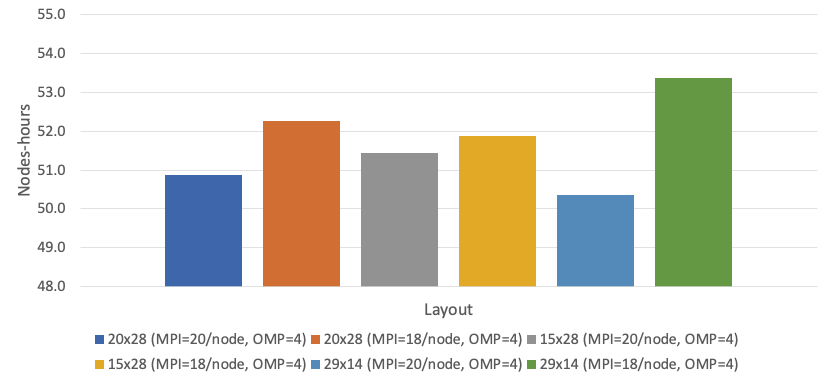 55.0
54.0
53.0
52.0
51.0
50.0
49.0
48.0
Nodes-hours
Layout
20x28 (MPI=20/node, OMP=4) 20x28 (MPI=18/node, OMP=4) 15x28 (MPI=20/node, OMP=4)
15x28 (MPI=18/node, OMP=4) 29x14 (MPI=20/node, OMP=4) 29x14 (MPI=18/node, OMP=4)